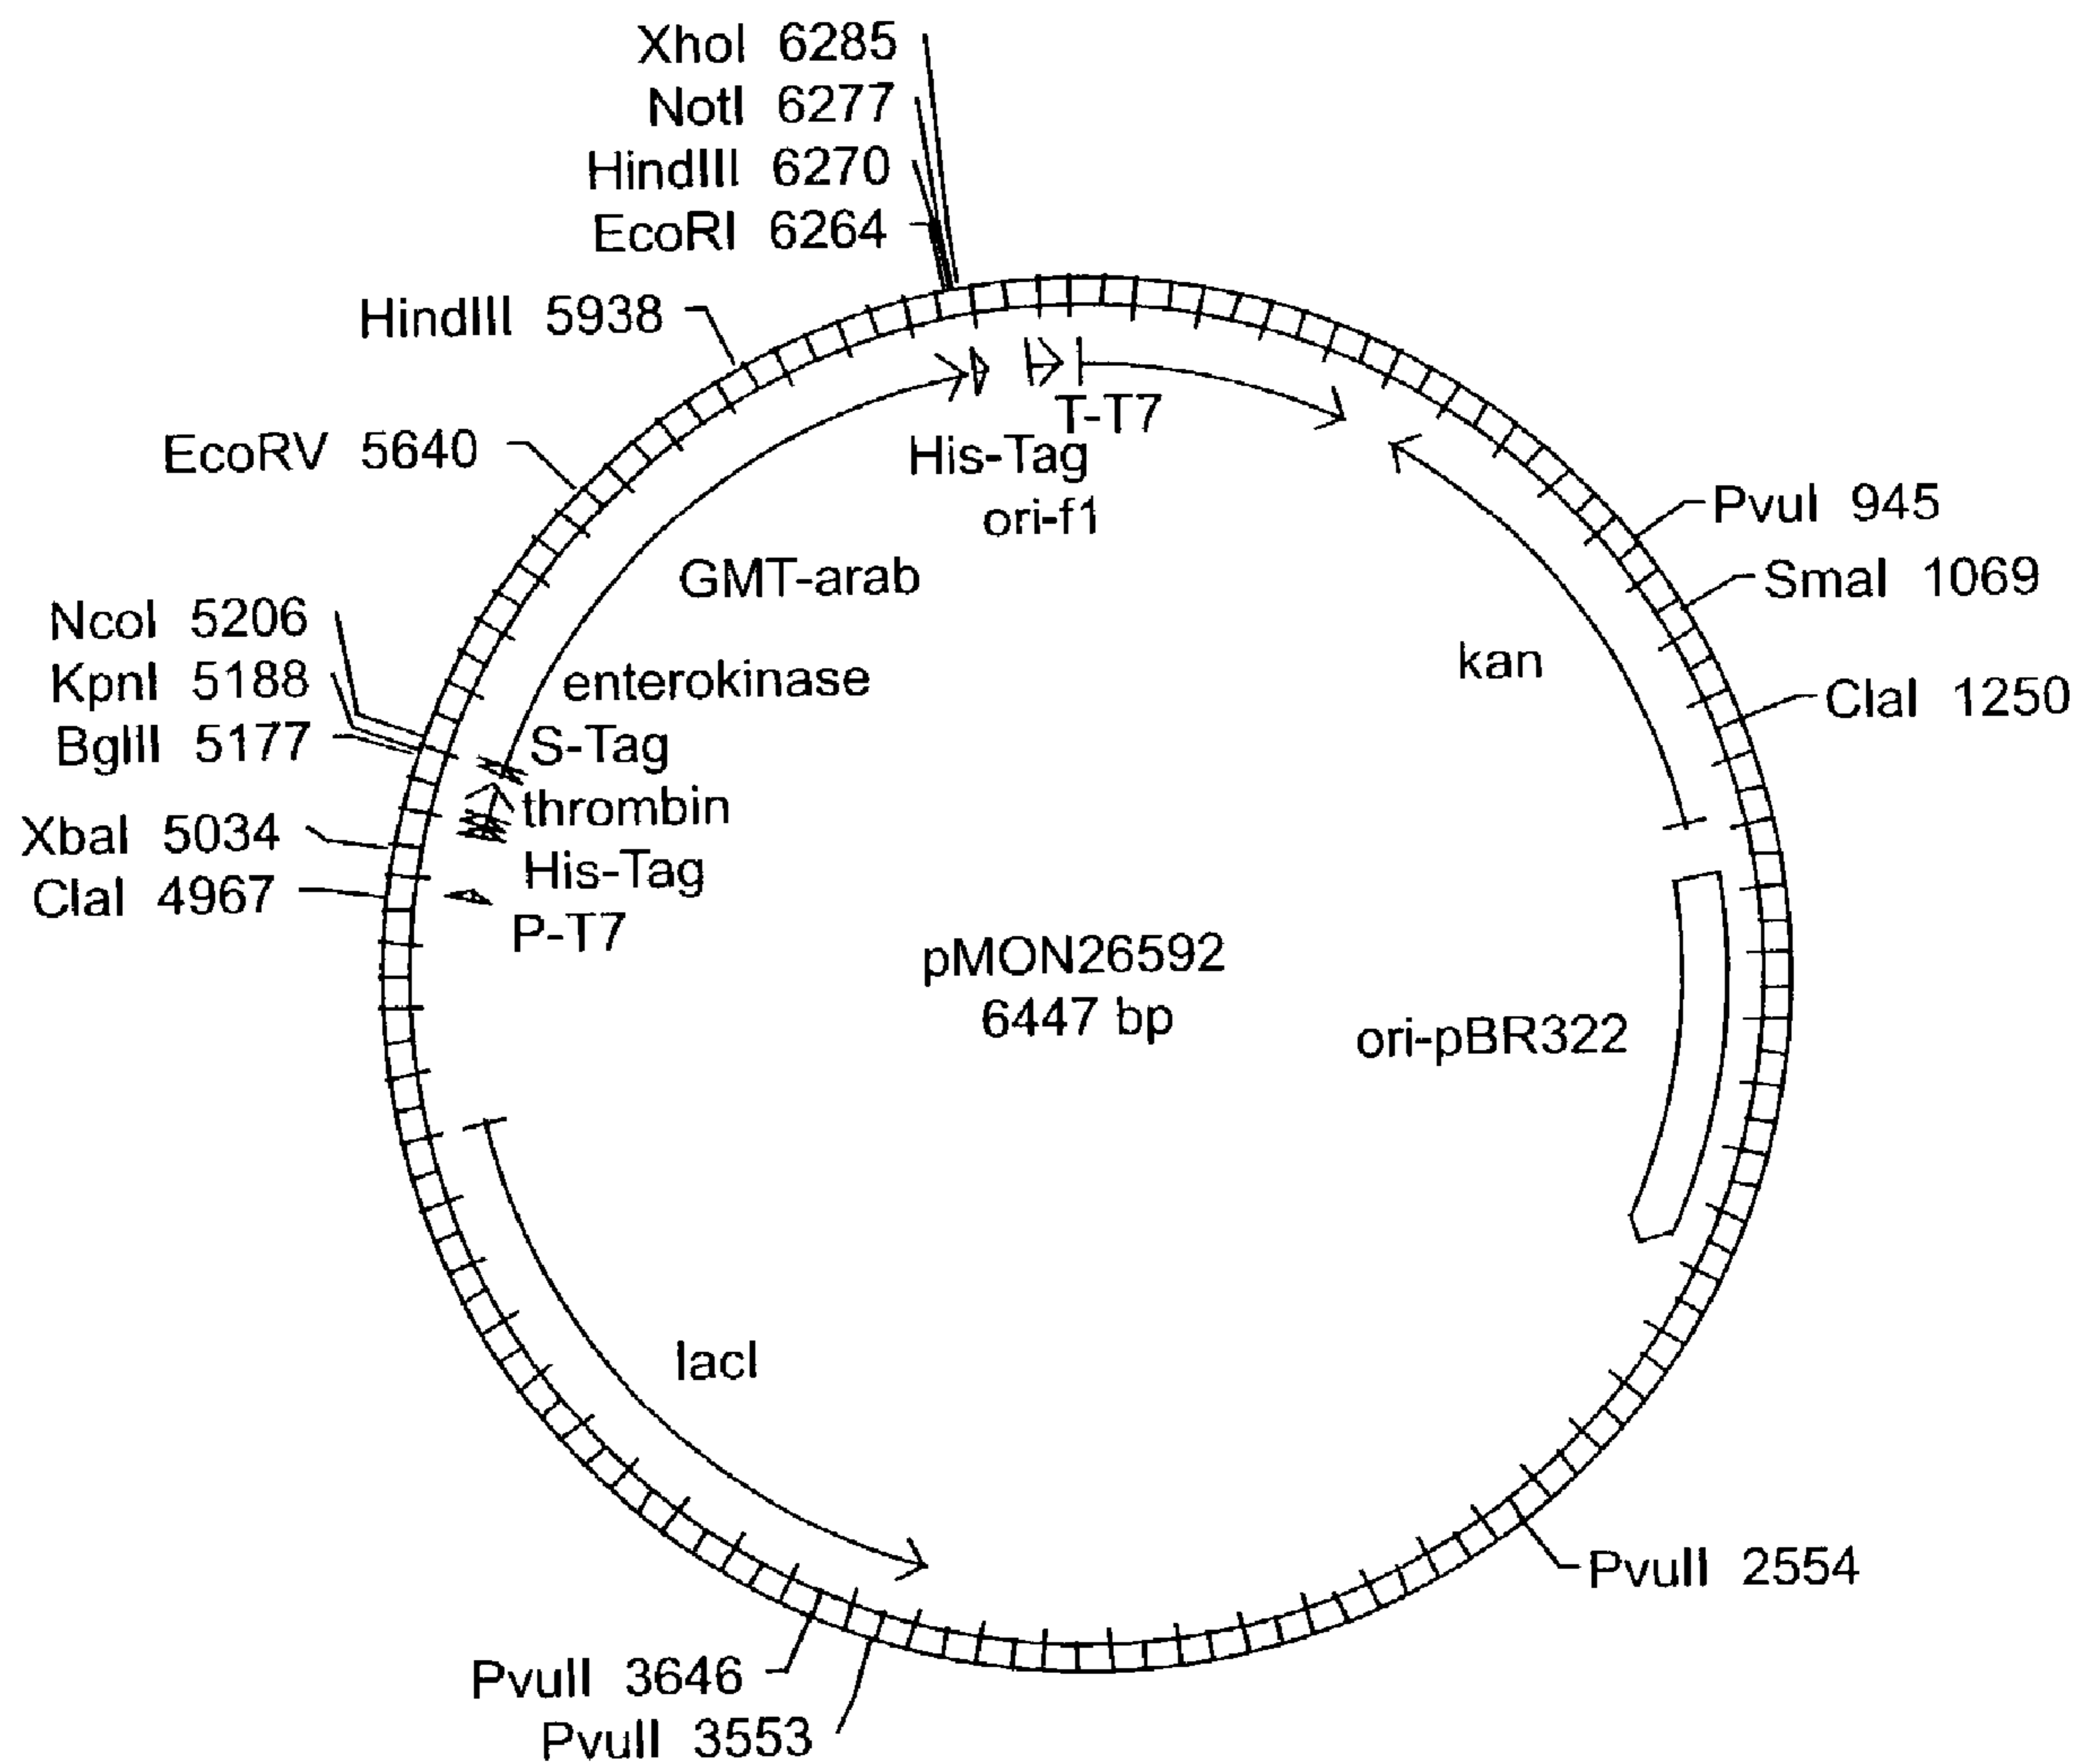 XhoI 6285
NotI 6277
HindIII 6270
EcoRI 6264
HindIII 5938
EcoRV 5640
NcoI 5206
KpnI 5188
BglII 5177
XbaI 5034
ClaI 4967
T-T7
His-Tag
ori-f1
GMT-arab
enterokinase
S-Tag
thrombin
His-Tag
P-T7
PvuI 945
SmaI 1069
kan
ClaI 1250
pMON26592
6447 bp
ori-pBR322
lacI
PvuII 2554
PvuII 3646
PvuII 3553